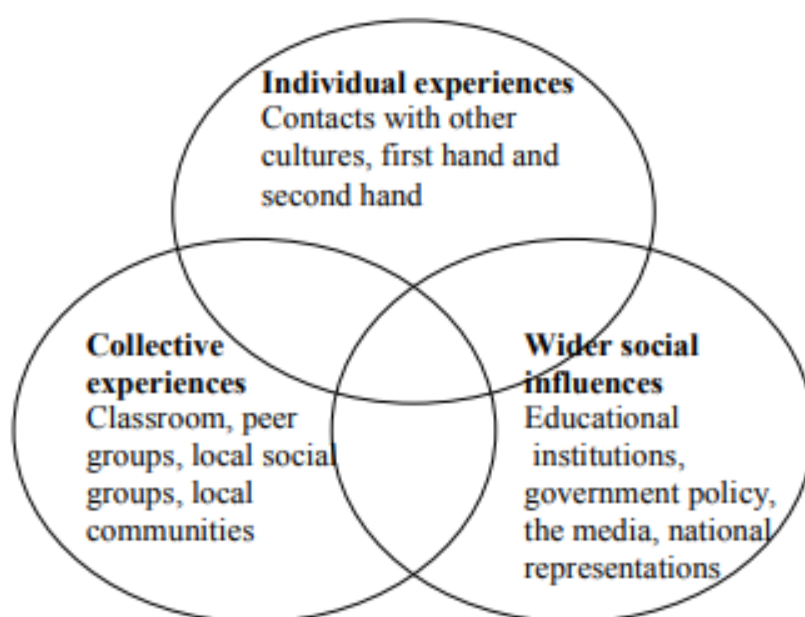 Individual experiences
Contacts with other
cultures, first hand and
second hand
Collective
experiences
Classroom, peer
groups, local social
groups, local
communities
Wider social
influences
Educational
institutions,
government policy,
the media, national
representations